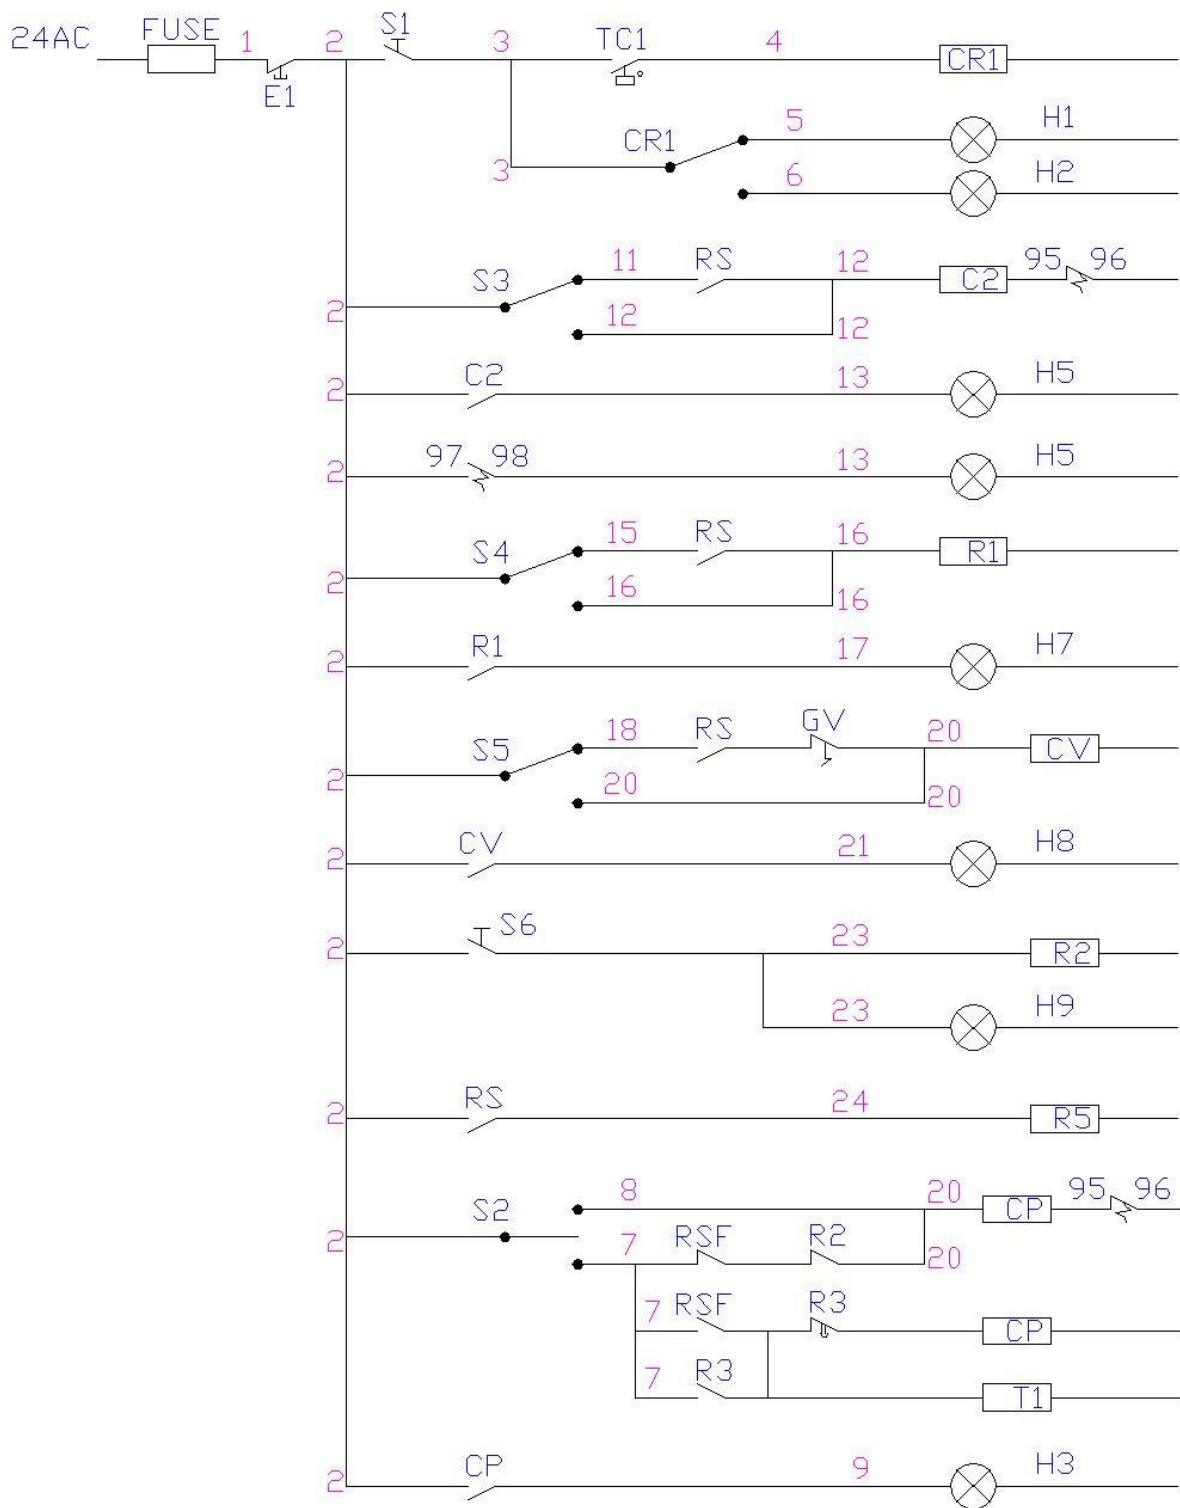 24AC FUSE 1 2 S1 3 TC1 4 CR1
E1
3 CR1 5 H1
6 H2
2 S3 11 RS 12 C2 95 96
12 12
2 C2 13 H5
2 97 98 13 H5
2 S4 15 RS 16 R1
16 16
2 R1 17 H7
2 S5 18 RS GV 20 CV
20 20
2 CV 21 H8
2 S6 23 R2
23 H9
2 RS 24 R5
2 S2 8 20 CP 95 96
7 RSF R2 20
7 RSF R3 CP
7 R3 T1
2 CP 9 H3